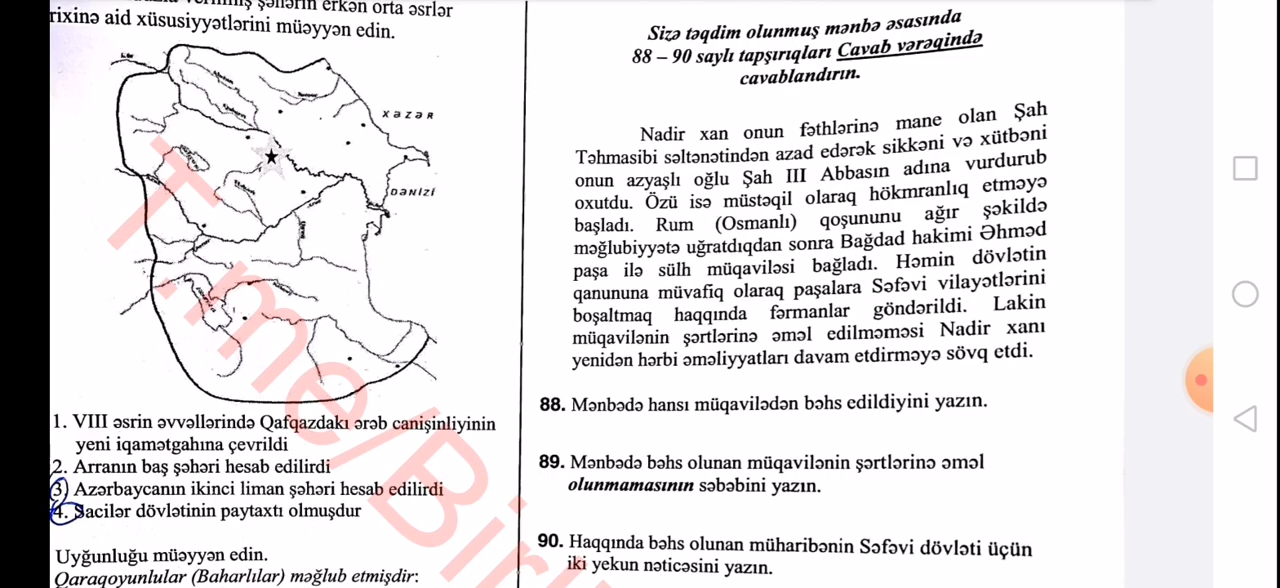 şəhərin erkən orta əsrlər
rixinə aid xüsusiyyətlərini müəyyən edin.
XƏZƏR
DƏNİZİ
1. VIII əsrin əvvəllərində Qafqazdakı ərəb canişinliyinin
yeni iqamətgahına çevrildi
2. Arranın baş şəhəri hesab edilirdi
3) Azərbaycanın ikinci liman şəhəri hesab edilirdi
4. Sacilər dövlətinin paytaxtı olmuşdur
Uyğunluğu müəyyən edin.
Qaraqoyunlular (Baharlılar) məğlub etmişdir:
T.me/Biri
Sizə təqdim olunmuş mənbə əsasında
88 – 90 saylı tapşırıqları Cavab vərəqində
cavablandırın.
Nadir xan onun fəthlərinə mane olan Şah
Təhmasibi səltənətindən azad edərək sikkəni və xütbəni
onun azyaşlı oğlu Şah III Abbasın adına vurdurub
oxutdu. Özü isə müstəqil olaraq hökmranlıq etməyə
başladı. Rum (Osmanlı) qoşununu ağır şəkildə
məğlubiyyətə uğratdıqdan sonra Bağdad hakimi Əhməd
paşa ilə sülh müqaviləsi bağladı. Həmin dövlətin
qanununa müvafiq olaraq paşalara Səfəvi vilayətlərini
boşaltmaq haqqında fərmanlar göndərildi. Lakin
müqavilənin şərtlərinə əməl edilməməsi Nadir xanı
yenidən hərbi əməliyyatları davam etdirməyə sövq etdi.
88. Mənbədə hansı müqavilədən bəhs edildiyini yazın.
89. Mənbədə bəhs olunan müqavilənin şərtlərinə əməl
olunmamasının səbəbini yazın.
90. Haqqında bəhs olunan müharibənin Səfəvi dövləti üçün
iki yekun nəticəsini yazın.